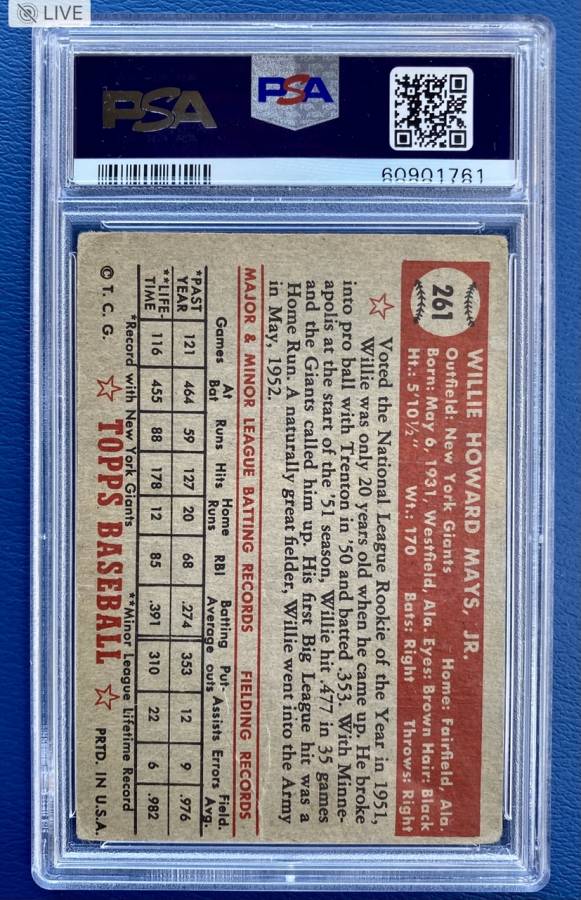 LIVE
PSA
PSA
60901761
261
WILLIE HOWARD MAYS, JR.
Outfield: New York Giants Home: Fairfield, Ala.
Born: May 6, 1931, Westfield, Ala. Eyes: Brown Hair: Black
Ht.: 5'10½" Wt.: 170 Bats: Right Throws: Right
Voted the National League Rookie of the Year in 1951,
Willie was only 20 years old when he came up. He broke
into pro ball with Trenton in '50 and batted .353. With Minne-
apolis at the start of the '51 season, Willie hit .477 in 35 games
and the Giants called him up. His first Big League hit was a
Home Run. A naturally great fielder, Willie went into the Army
in May, 1952.
MAJOR & MINOR LEAGUE BATTING RECORDS FIELDING RECORDS
Games At Bat Runs Hits Home Runs RBI Batting Average Put-outs Assists Errors Field. Avg.
*PAST YEAR 121 464 59 127 20 68 .274 353 12 9 .976
**LIFE-TIME 116 455 88 178 12 85 .391 310 22 6 .982
*Record with New York Giants **Minor League Lifetime Record
© T. C. G. TOPPS BASEBALL PRTD. IN U.S.A.